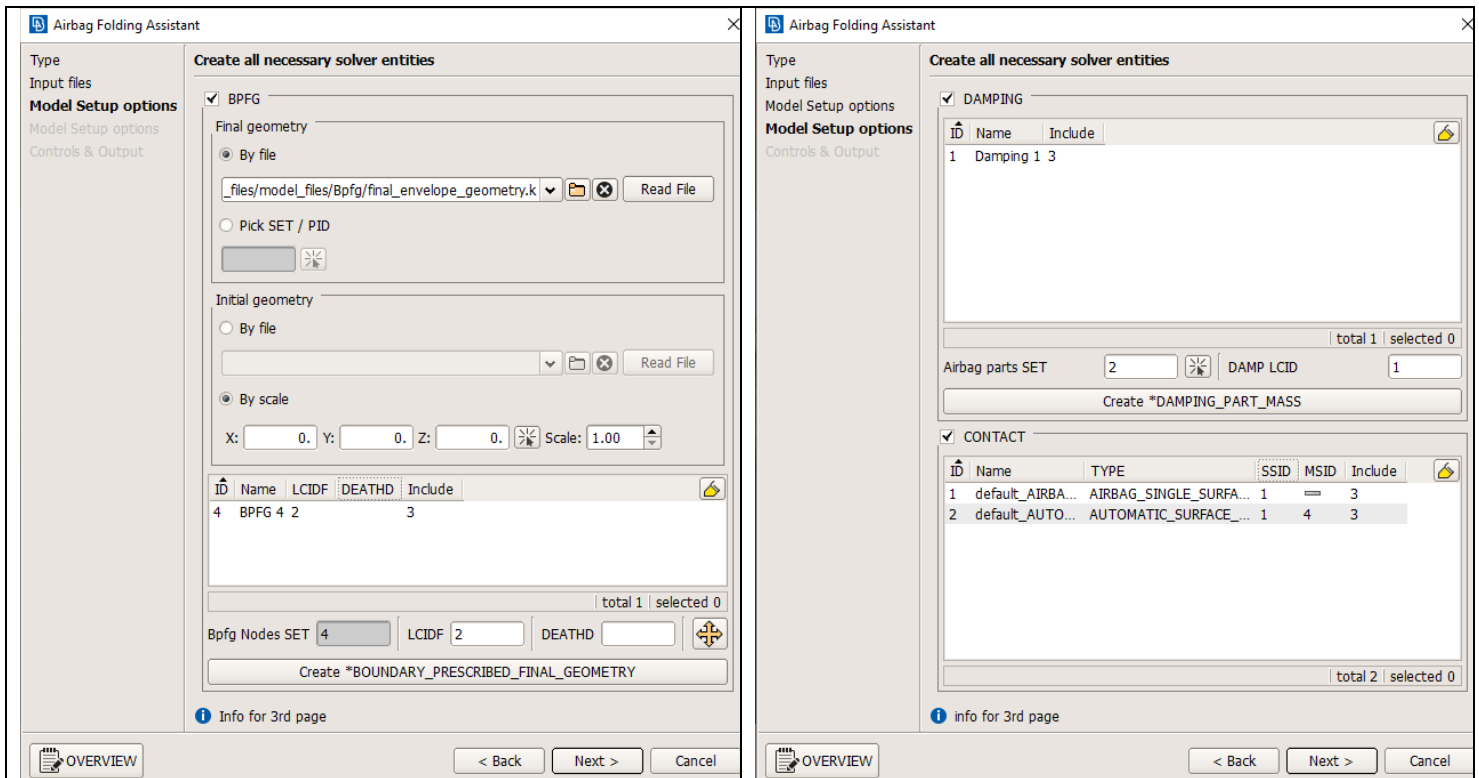 Airbag Folding Assistant
Type
Input files
Model Setup options
Model Setup options
Controls & Output
Create all necessary solver entities
BPFG
Final geometry
By file
_files/model_files/Bpfg/final_envelope_geometry.k Read File
Pick SET / PID
Initial geometry
By file
Read File
By scale
X: 0. Y: 0. Z: 0. Scale: 1.00
ID Name LCIDF DEATHD Include
4 BPFG 4 2 3
total 1 selected 0
Bpfg Nodes SET 4 LCIDF 2 DEATHD
Create *BOUNDARY_PRESCRIBED_FINAL_GEOMETRY
Info for 3rd page
OVERVIEW < Back Next > Cancel
Airbag Folding Assistant
Type
Input files
Model Setup options
Model Setup options
Controls & Output
Create all necessary solver entities
DAMPING
ID Name Include
1 Damping 1 3
total 1 selected 0
Airbag parts SET 2 DAMP LCID 1
Create *DAMPING_PART_MASS
CONTACT
ID Name TYPE SSID MSID Include
1 default_AIRBA... AIRBAG_SINGLE_SURFA... 1 3
2 default_AUTO... AUTOMATIC_SURFACE_... 1 4 3
total 2 selected 0
info for 3rd page
OVERVIEW < Back Next > Cancel